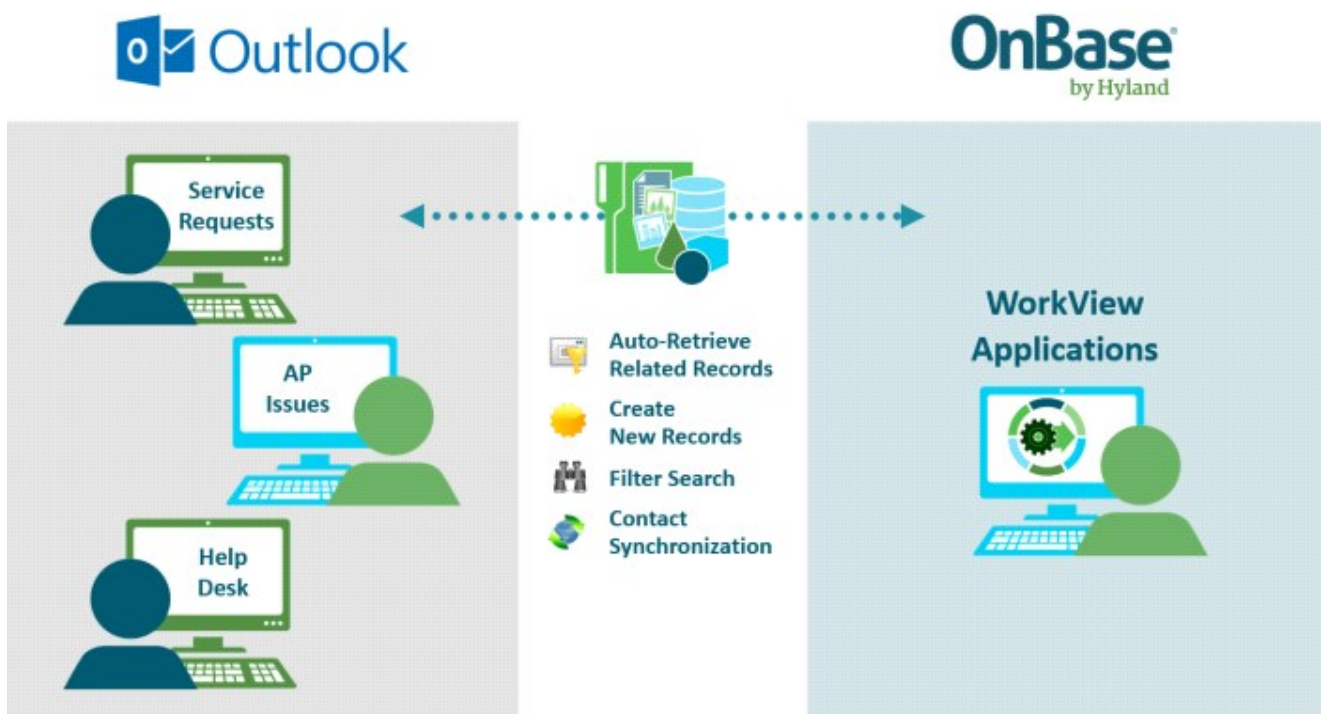 Outlook
OnBase®
by Hyland
Service
Requests
AP
Issues
Help
Desk
Auto-Retrieve
Related Records
Create
New Records
Filter Search
Contact
Synchronization
WorkView
Applications